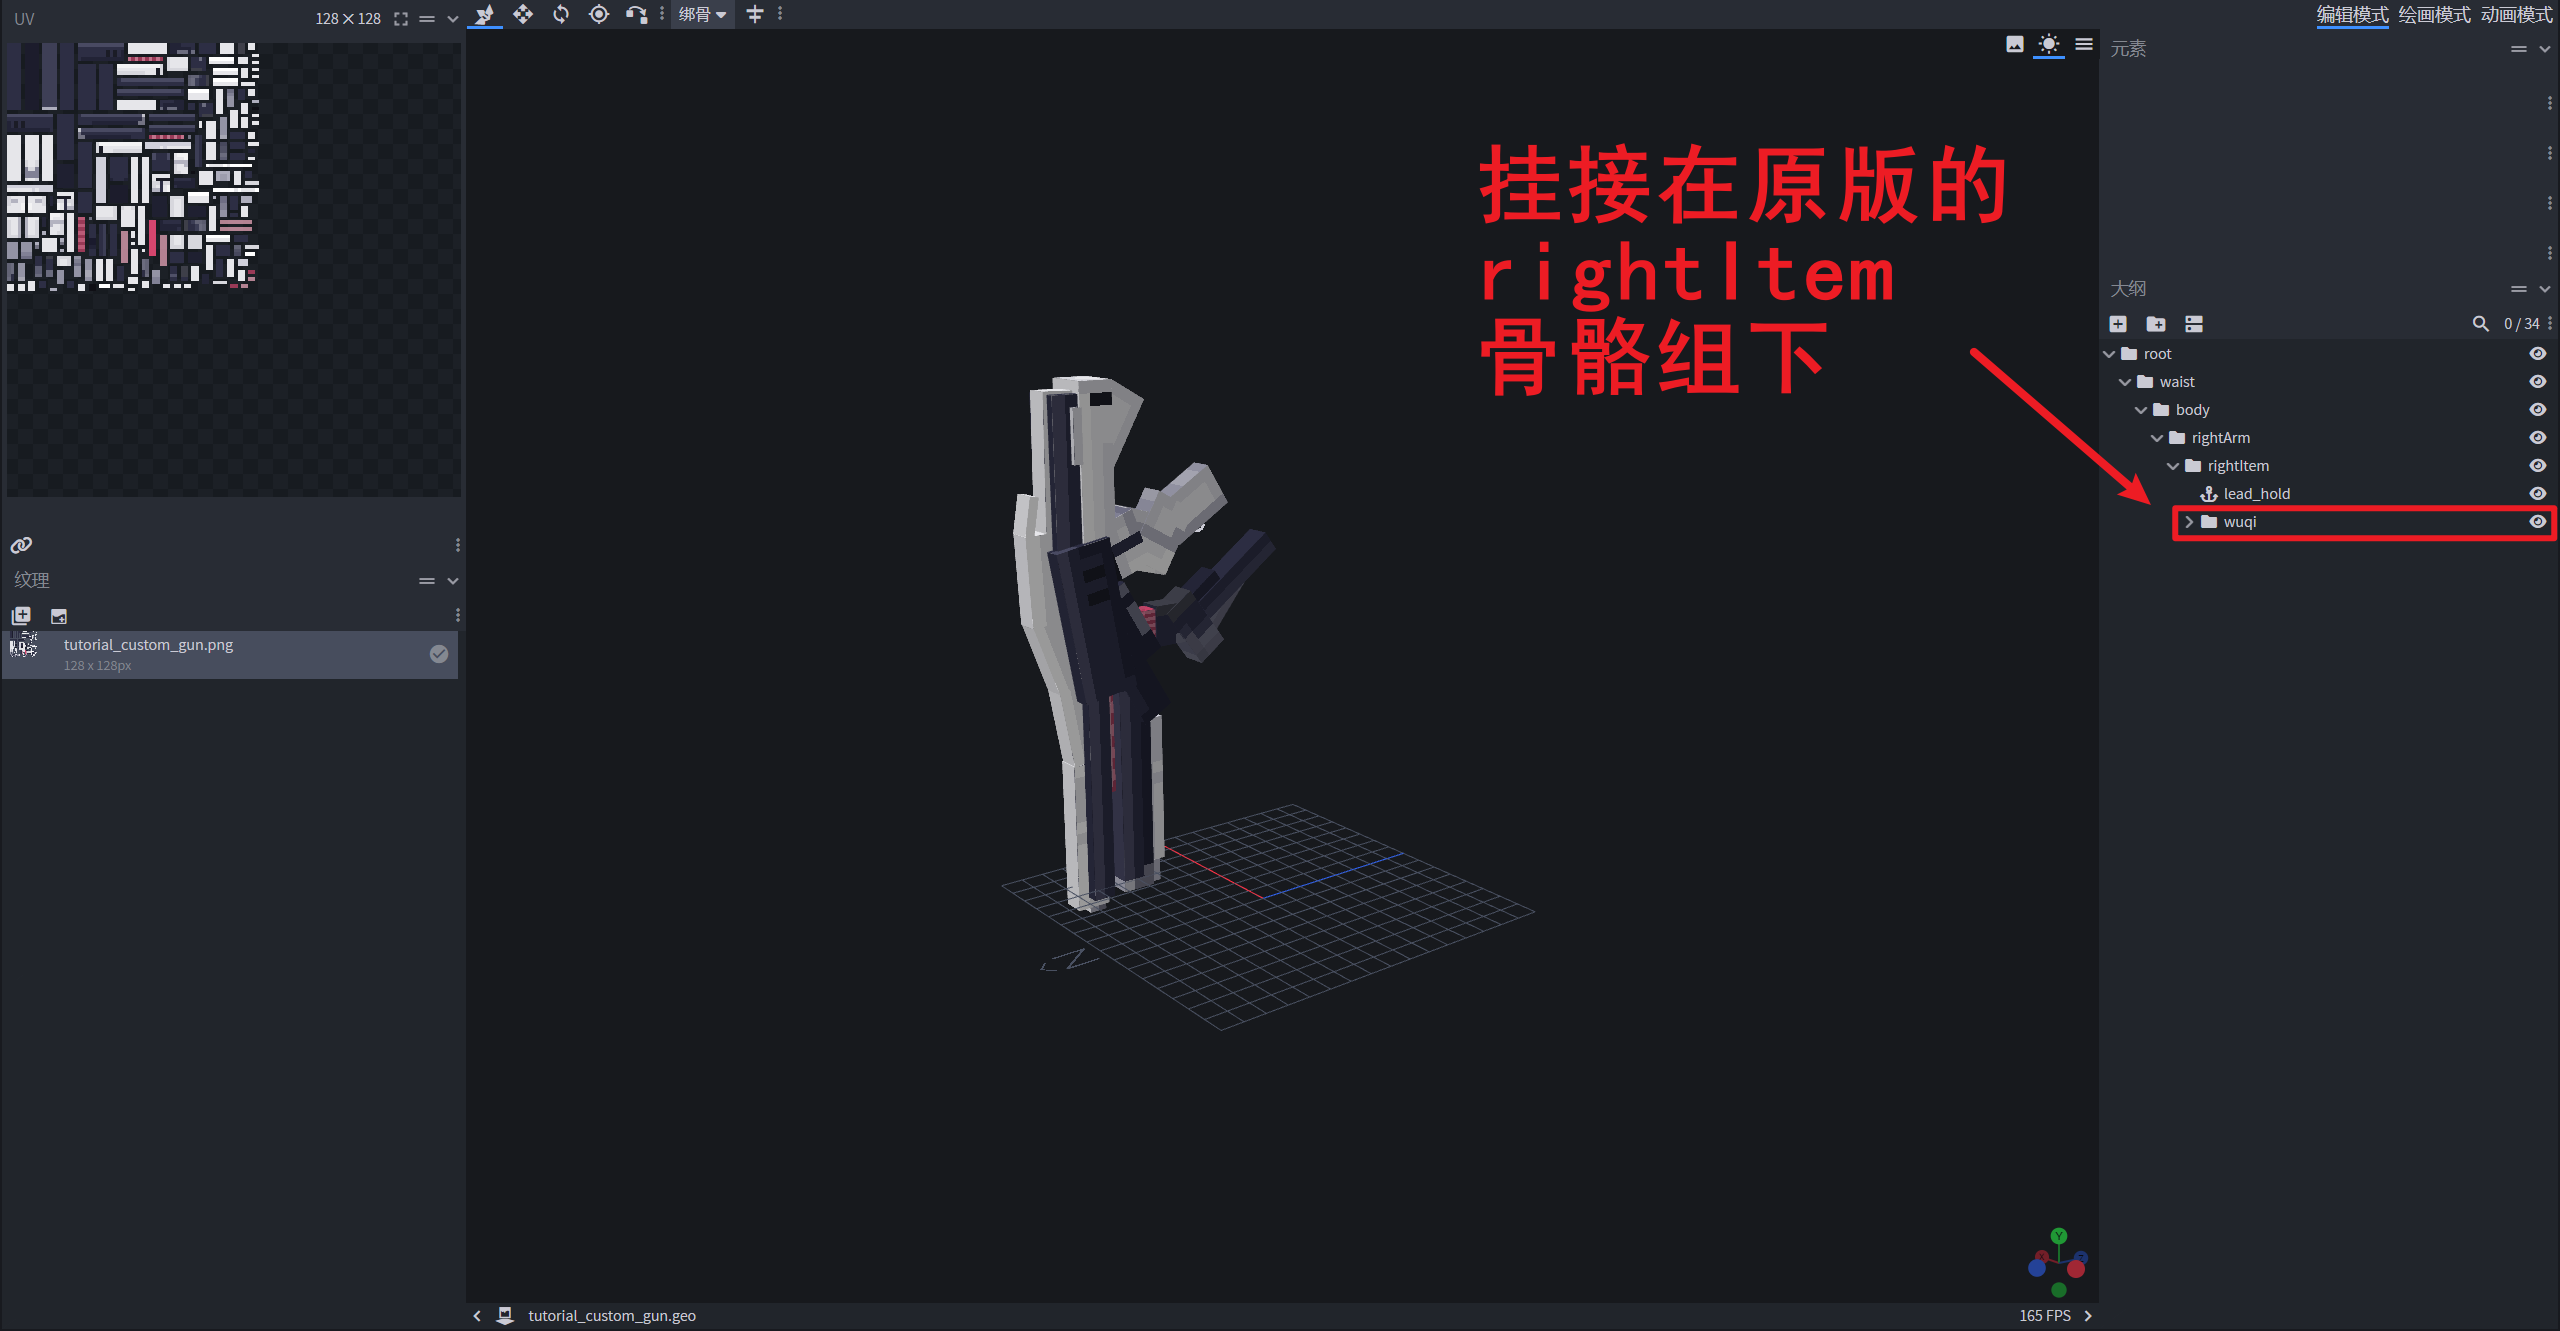 UV
128×128
绑骨
编辑模式 绘画模式 动画模式
元素
挂接在原版的
rightItem
骨骼组下
大纲
0 / 34
root
waist
body
rightArm
rightItem
lead_hold
wuqi
纹理
tutorial_custom_gun.png
128 x 128px
Y
tutorial_custom_gun.geo
165 FPS